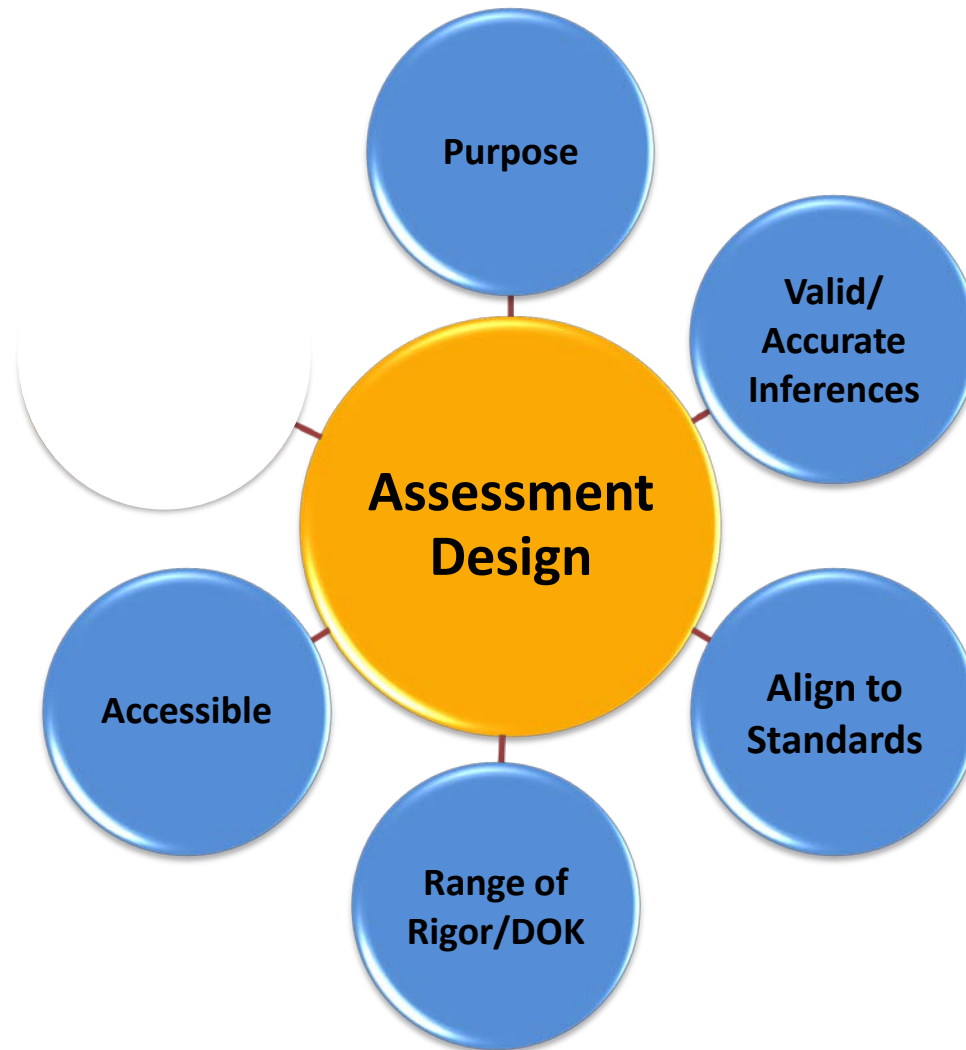 Purpose
Valid/
Accurate
Inferences
Assessment
Design
Align to
Standards
Accessible
Range of
Rigor/DOK